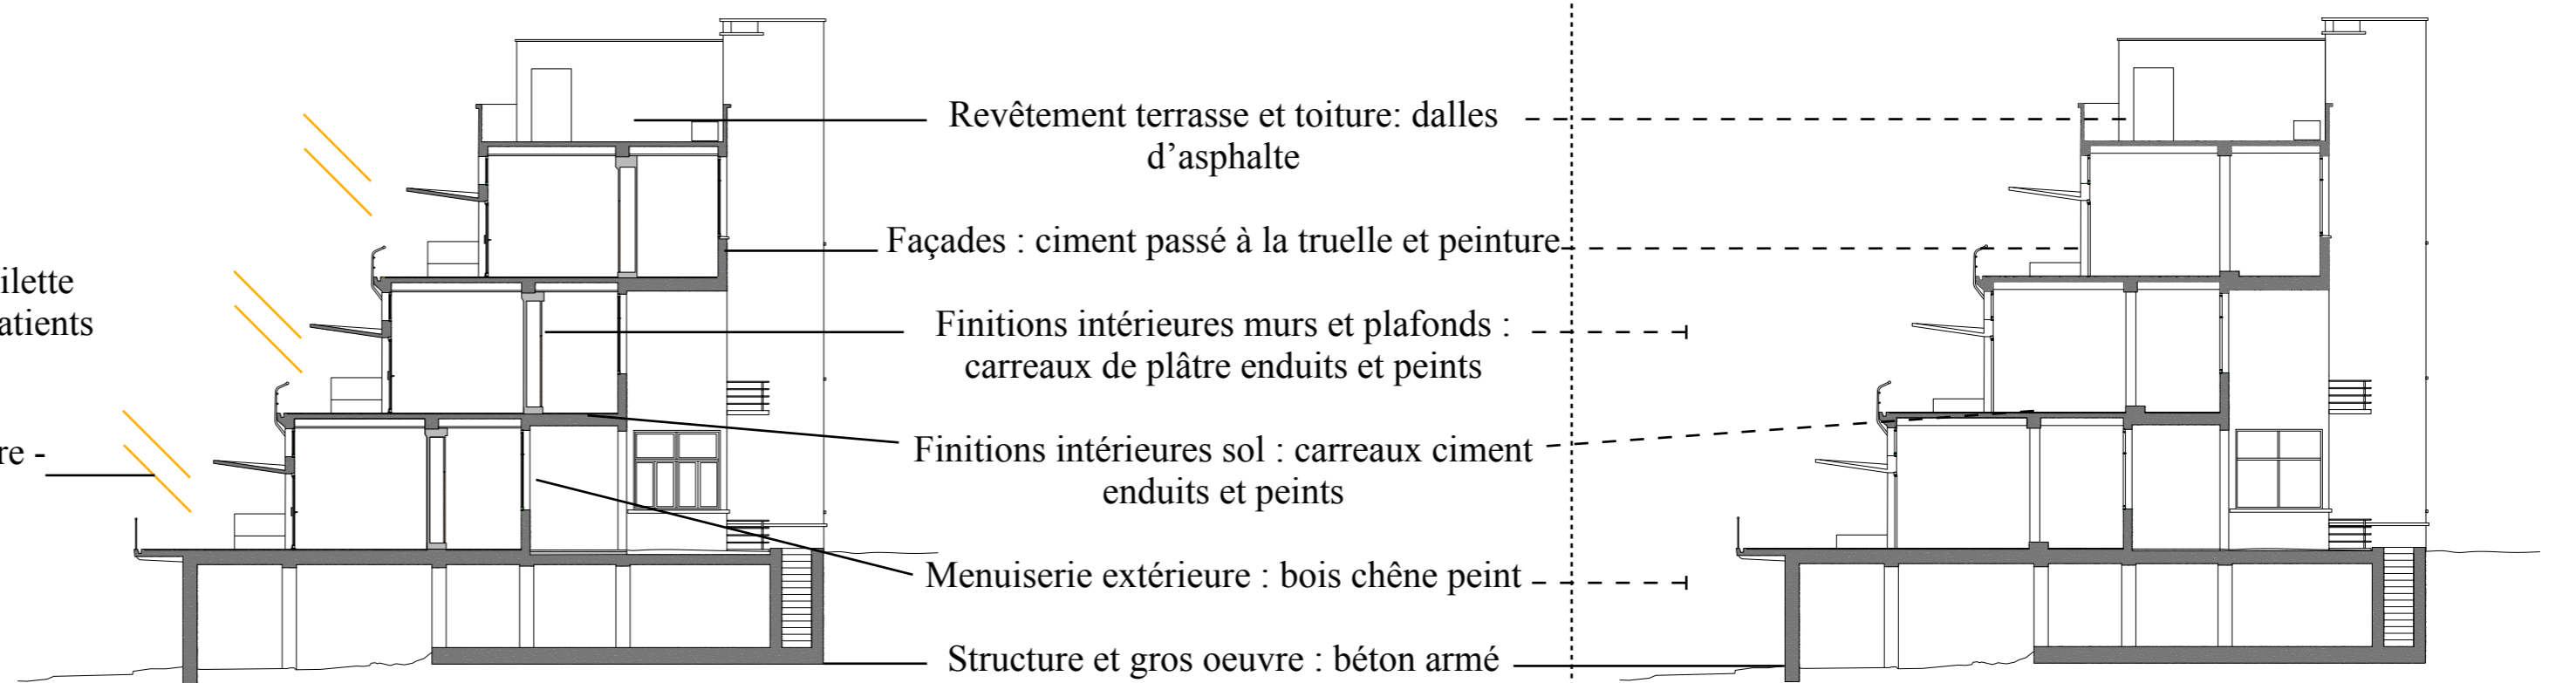 Revêtement terrasse et toiture: dalles
d’asphalte
Façades : ciment passé à la truelle et peinture
ilette
atients
Finitions intérieures murs et plafonds :
carreaux de plâtre enduits et peints
re -
Finitions intérieures sol : carreaux ciment
enduits et peints
Menuiserie extérieure : bois chêne peint
Structure et gros oeuvre : béton armé